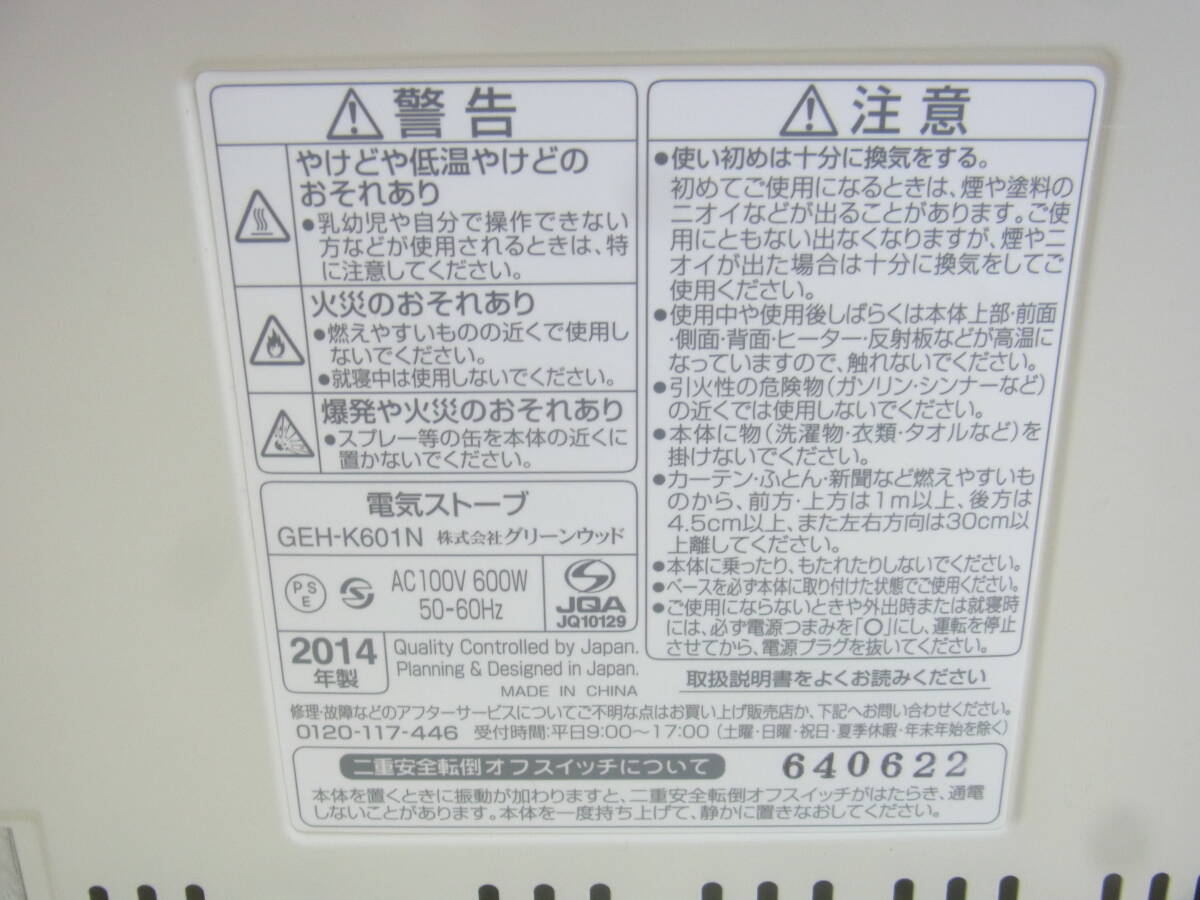 警告
やけどや低温やけどの
おそれあり
●乳幼児や自分で操作できない
方などが使用されるときは、特
に注意してください。
火災のおそれあり
●燃えやすいものの近くで使用し
ないでください。
●就寝中は使用しないでください。
爆発や火災のおそれあり
●スプレー等の缶を本体の近くに
置かないでください。
電気ストーブ
GEH-K601N 株式会社グリーンウッド
PS
E
AC100V 600W
50-60Hz
JQA
JQ10129
2014
年製
Quality Controlled by Japan.
Planning & Designed in Japan.
MADE IN CHINA
注意
●使い初めは十分に換気をする。
初めてご使用になるときは、煙や塗料の
ニオイなどが出ることがあります。ご使
用にともない出なくなりますが、煙やニ
オイが出た場合は十分に換気をしてご
使用ください。
●使用中や使用後しばらくは本体上部・前面
・側面・背面・ヒーター・反射板などが高温に
なっていますので、触れないでください。
●引火性の危険物(ガソリン・シンナーなど)
の近くでは使用しないでください。
●本体に物(洗濯物・衣類・タオルなど)を
掛けないでください。
●カーテン・ふとん・新聞など燃えやすいも
のから、前方・上方は1m以上、後方は
4.5cm以上、また左右方向は30cm以
上離してください。
●本体に乗ったり、もたれたりしないでください。
●ベースを必ず本体に取り付けた状態でご使用ください。
●ご使用にならないときや外出時または就寝時
には、必ず電源つまみを「〇」にし、運転を停止
させてから、電源プラグを抜いてください。
取扱説明書をよくお読みください
修理・故障などのアフターサービスについてご不明な点はお買い上げ販売店か、下記へお問い合わせください。
0120-117-446 受付時間:平日9:00〜17:00(土曜・日曜・祝日・夏季休暇・年末年始を除く)
二重安全転倒オフスイッチについて
640622
本体を置くときに振動が加わりますと、二重安全転倒オフスイッチがはたらき、通電
しないことがあります。本体を一度持ち上げて、静かに置きなおしてください。